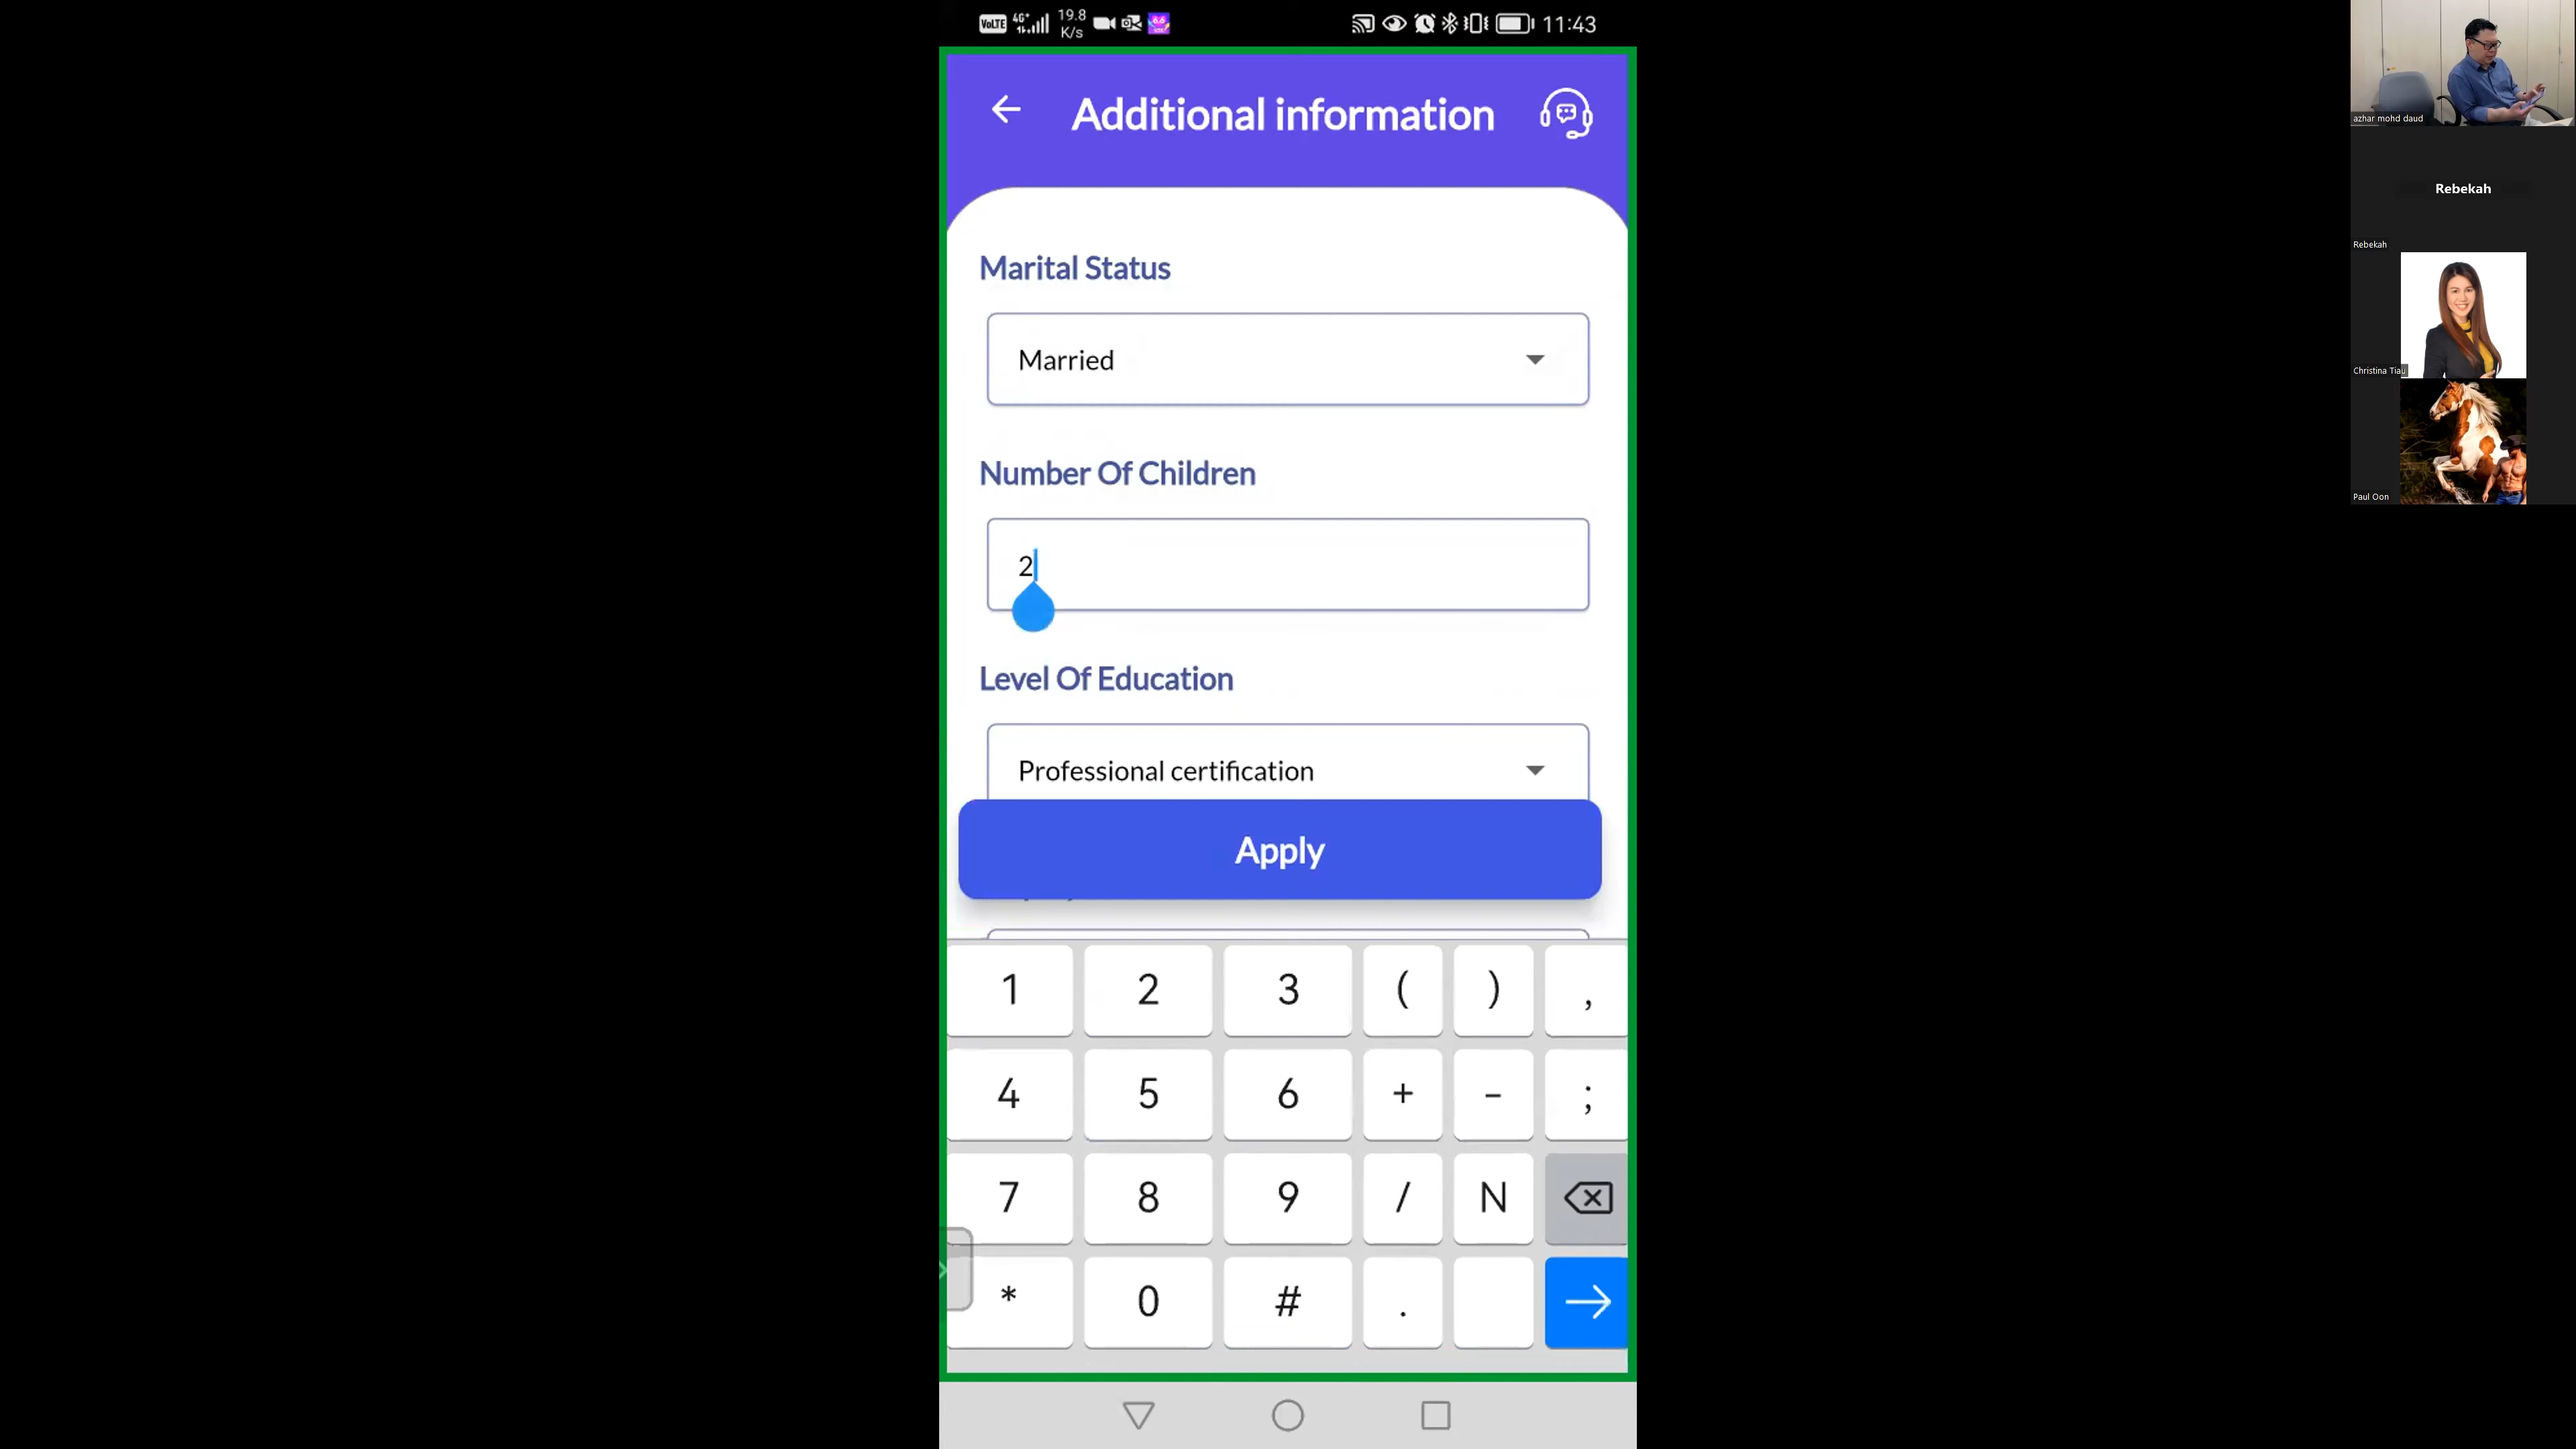 VoLTE 4G+ 19.8 K/s 11:43
Additional information
Marital Status
Married
Number Of Children
2
Level Of Education
Professional certification
Apply
1 2 3 ( ) ,
4 5 6 + - ;
7 8 9 / N
* 0 # .
azhar mohd daud
Rebekah
Rebekah
Christina Tiau
Paul Oon